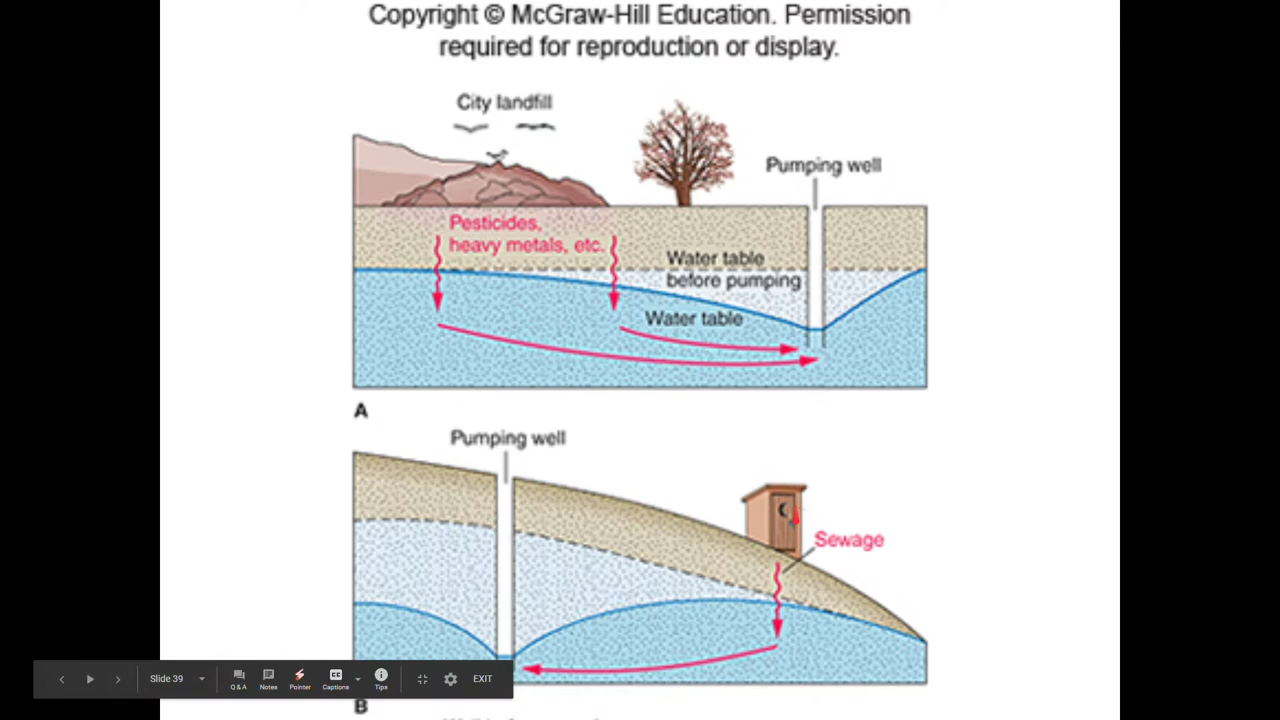 Copyright © McGraw-Hill Education. Permission
required for reproduction or display.
City landfill
Pumping well
Pesticides,
heavy metals, etc.
Water table
before pumping
Water table
A
Pumping well
Sewage
Slide 39
Q&A
Notes
Pointer
Captions
Tips
EXIT
B